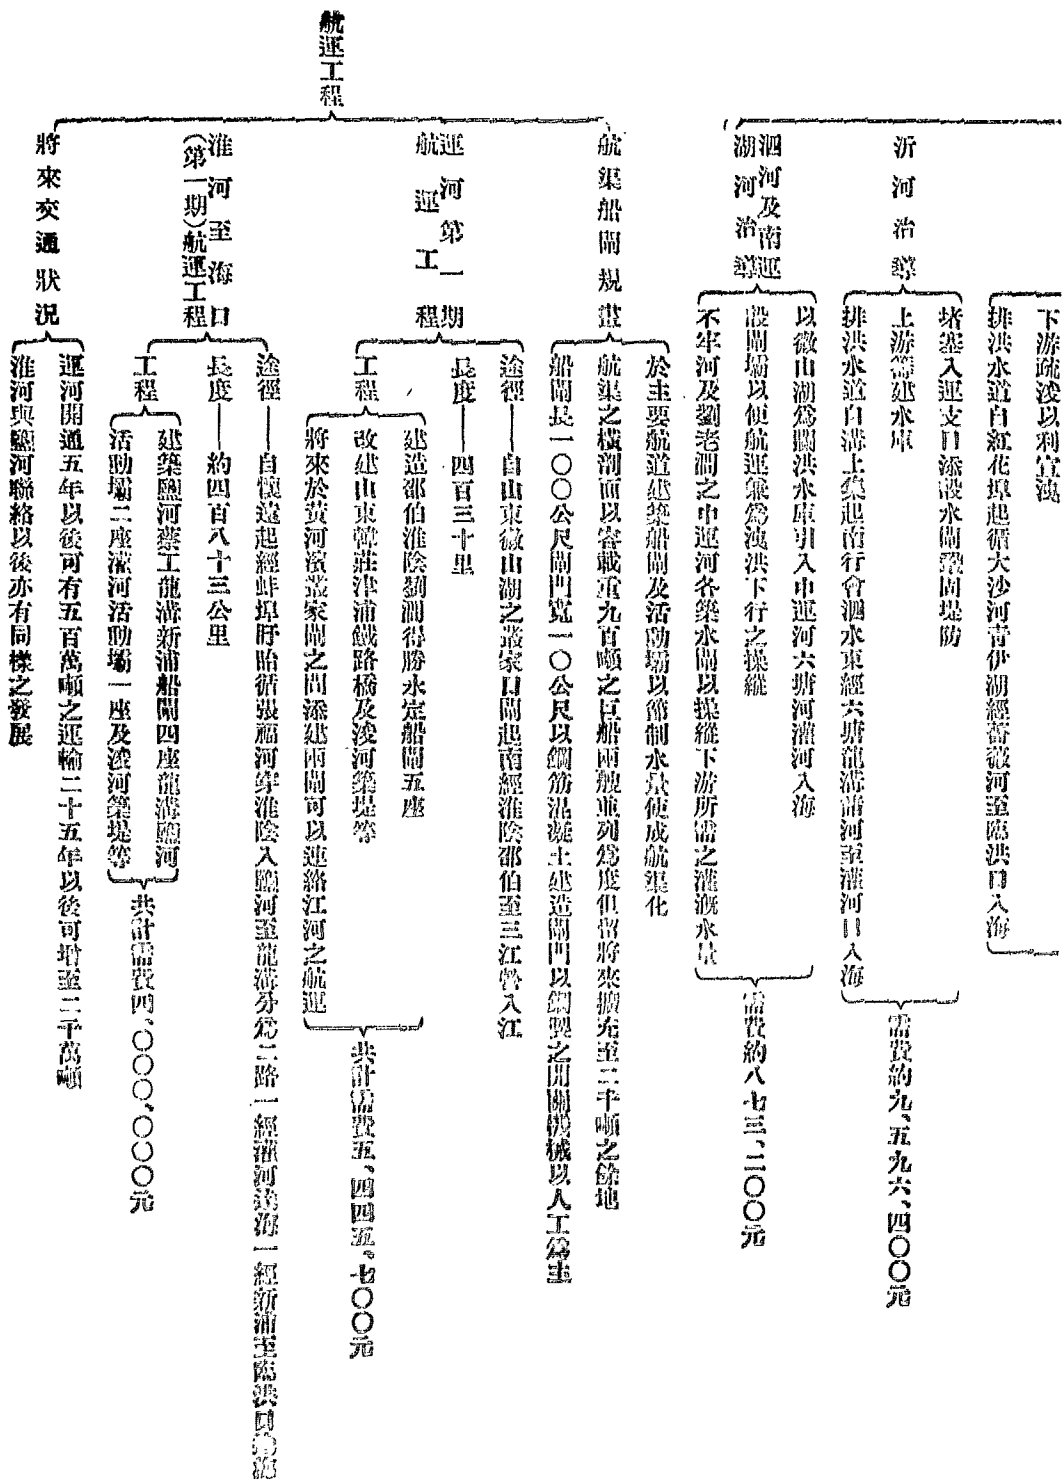 下游疏浚以利宣洩
排洪水道自紅花埠起循大沙河青伊湖經薔薇河至臨洪口入海
沂河治導
堵塞入運支口添設水閘鞏固堤防
上游籌建水庫
排洪水道自溝上集起南行會泗水東經六塘龍溝諸河至灌河口入海
需費約九、五九六、四〇〇元
泗河及南運
湖河治導
以微山湖爲攔洪水庫引入中運河六塘河灌河入海
設閘壩以便航運兼爲洩洪下行之操縱
不牢河及劉老澗之中運河各築水閘以操縱下游所需之灌漑水量
需費約八七三、二〇〇元
航運工程
航渠船閘規畫
於主要航道建築船閘及活動壩以節制水量使成航渠化
航渠之橫剖面以容載重九百噸之巨船兩艘並列爲度但留將來擴充至二千噸之餘地
船閘長一〇〇公尺閘門寬一〇公尺以鋼筋混凝土建造閘門以鋼製之開關機械以人工爲主
運河第一期
航運工程
途徑——自山東微山湖之藂家口閘起南經淮陰邵伯至三江營入江
長度——四百三十里
工程
建造邵伯淮陰劉澗得勝永定船閘五座
改建山東韓莊津浦鐵路橋及浚河築堤等
將來於黃河濱藂家閘之間添建兩閘可以連絡江河之航運
共計需費五、四四五、七〇〇元
淮河至海口
(第一期)航運工程
途徑——自懷遠起經蚌埠盱眙循張福河穿淮陰入鹽河至龍溝分爲二路一經灌河達海一經新浦至臨洪口達海
長度——約四百八十三公里
工程
建築鹽河蔡工龍溝新浦船閘四座龍溝鹽河
活動壩二座灌河活動壩一座及浚河築堤等
共計需費四、〇〇〇、〇〇〇元
將來交通狀況
運河開通五年以後可有五百萬噸之運輸二十五年以後可增至二千萬噸
淮河與鹽河聯絡以後亦有同樣之發展